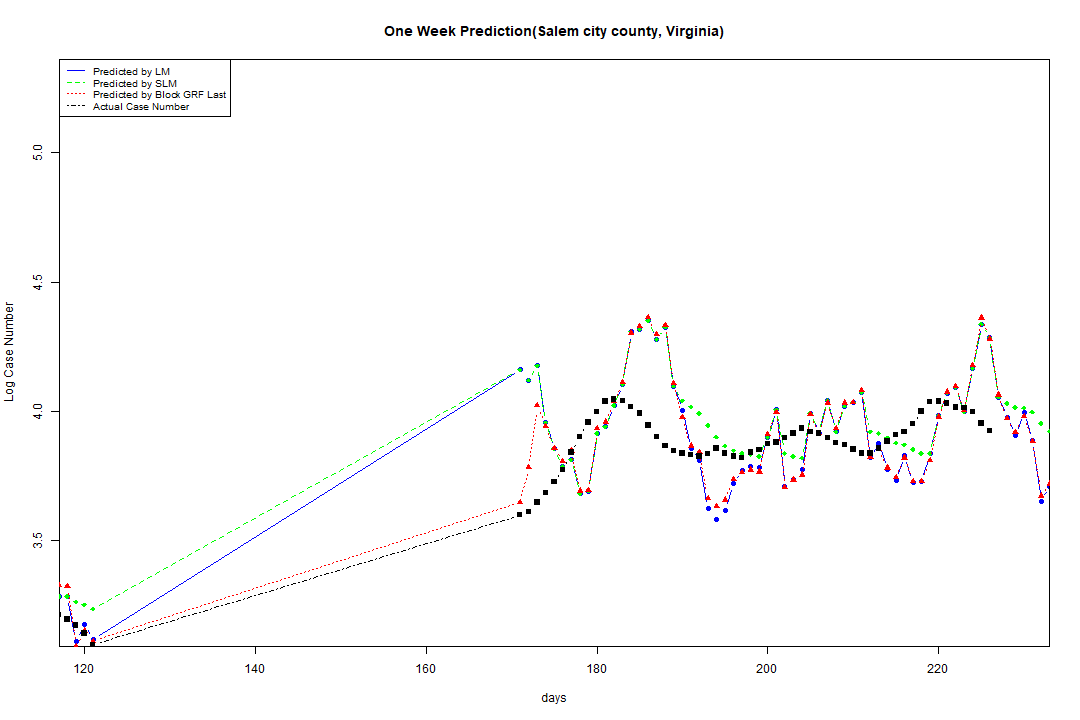 One Week Prediction(Salem city county, Virginia)
Predicted by LM
Predicted by SLM
Predicted by Block GRF Last
Actual Case Number
Log Case Number
5.0
4.5
4.0
3.5
120 140 160 180 200 220
days